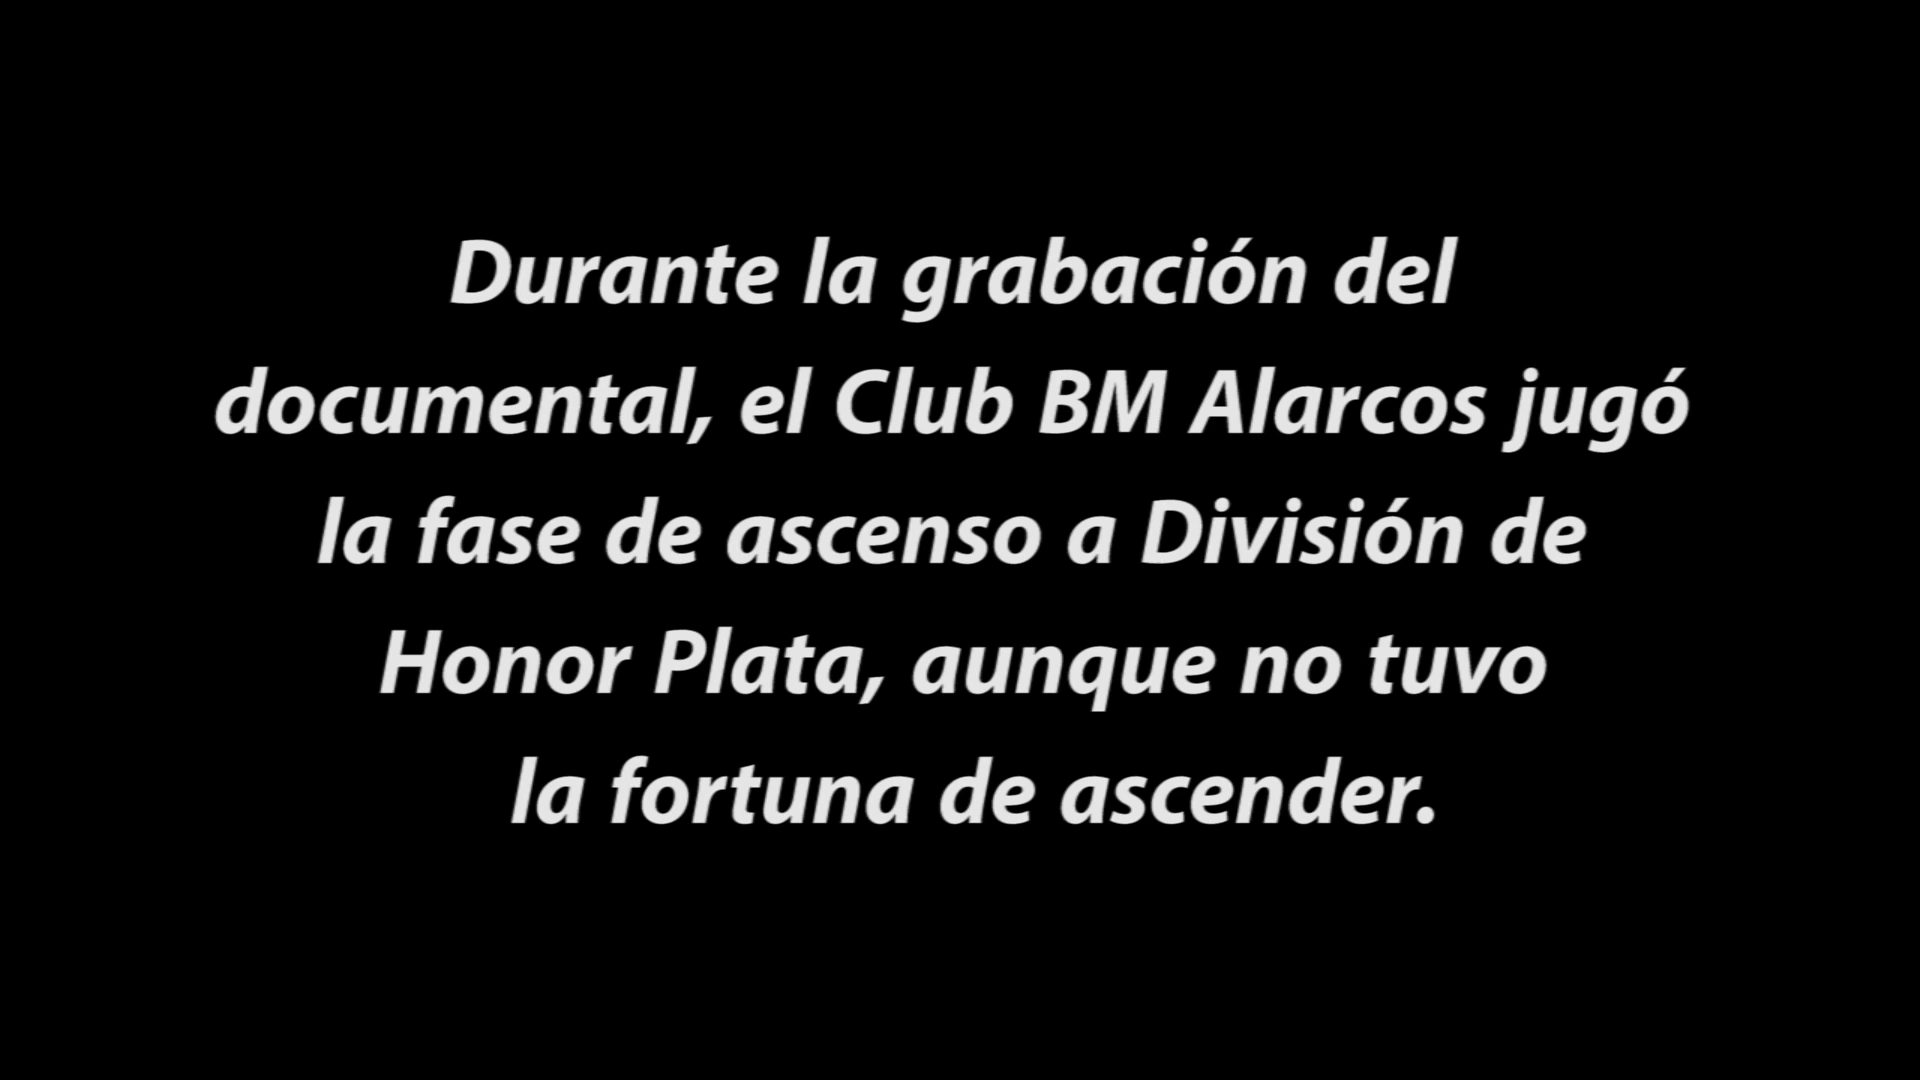 Durante la grabación del
documental, el Club BM Alarcos jugó
la fase de ascenso a División de
Honor Plata, aunque no tuvo
la fortuna de ascender.